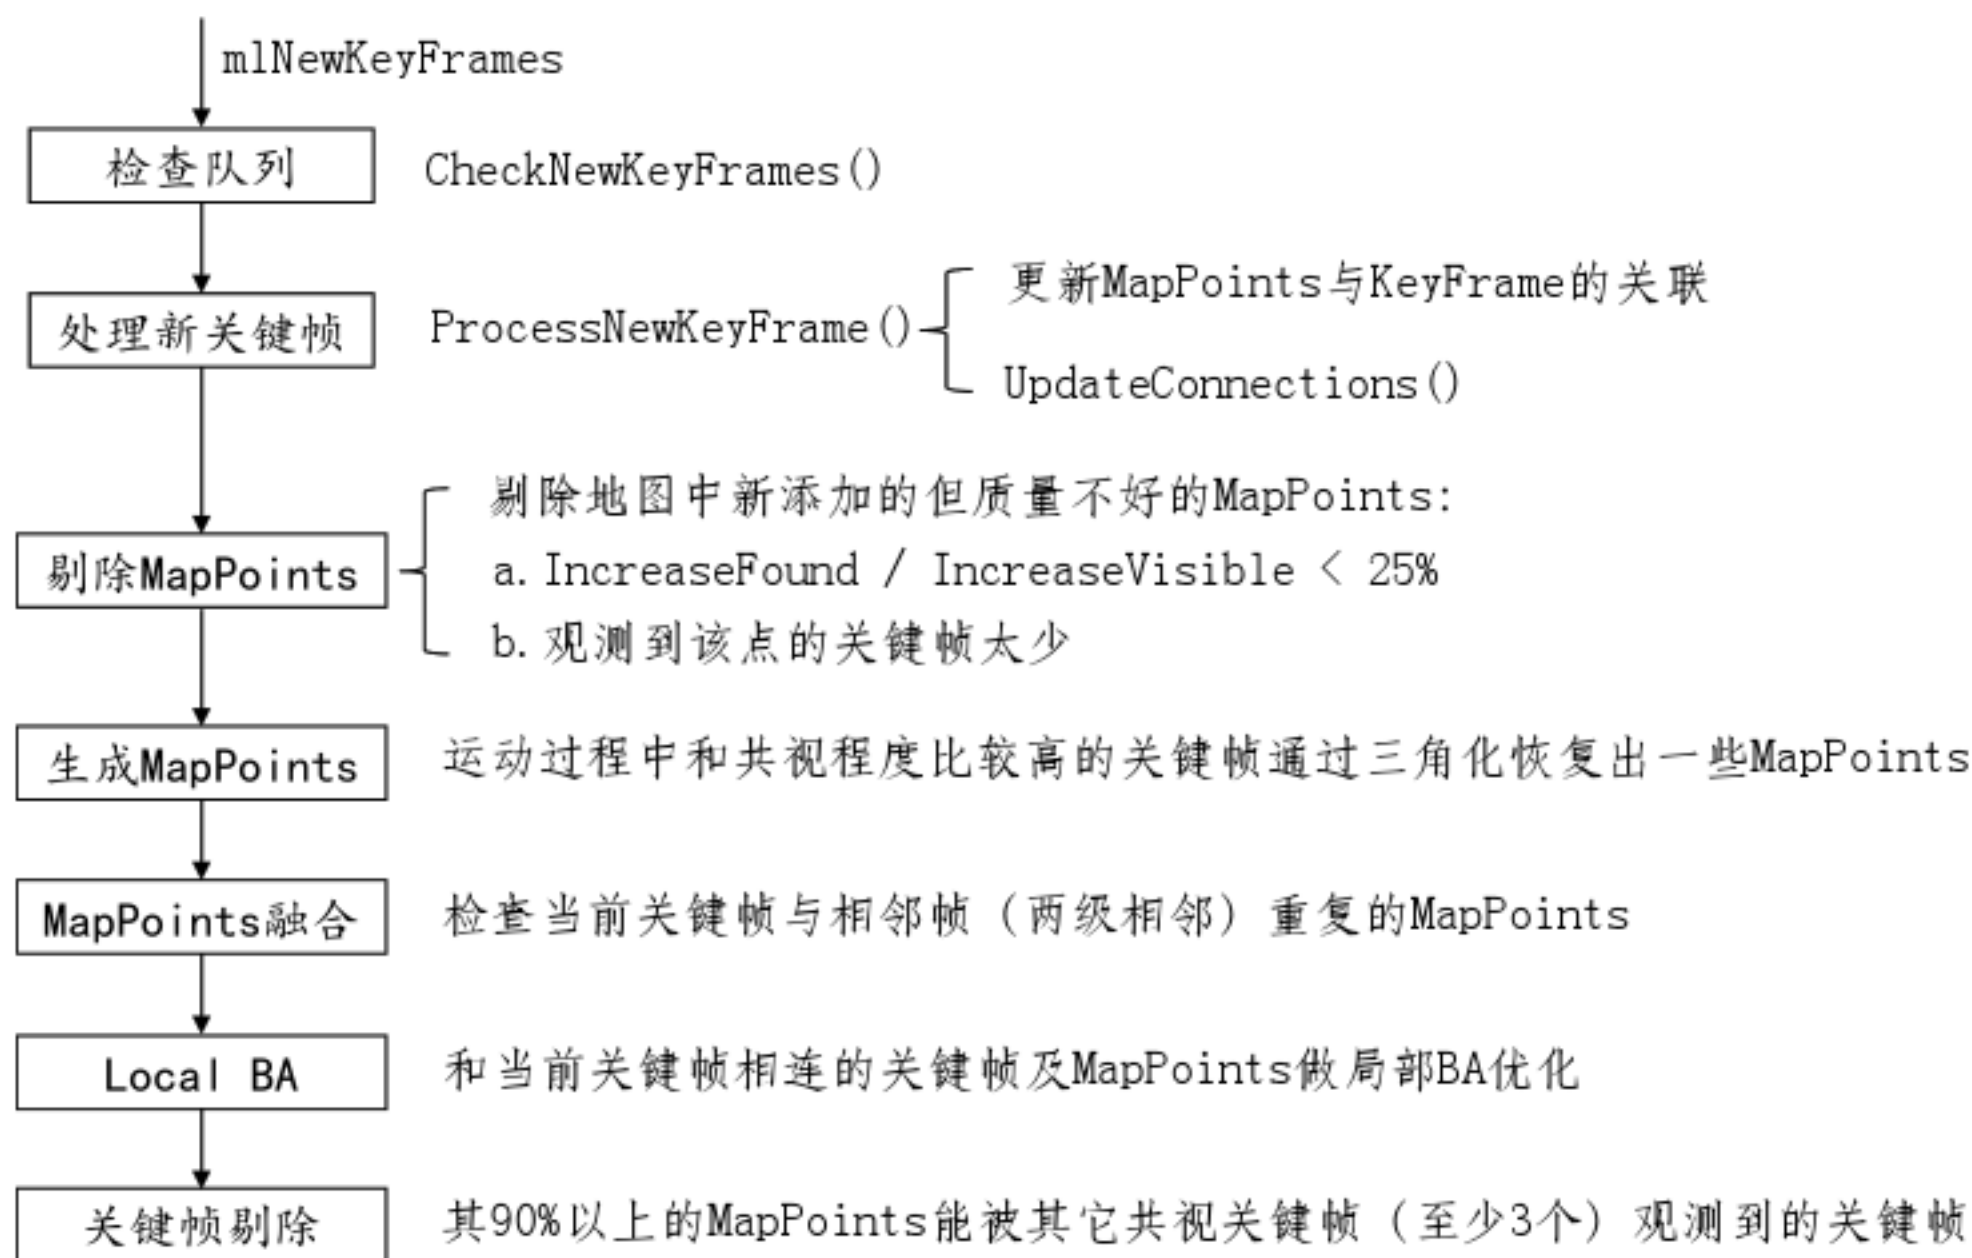 mlNewKeyFrames
检查队列 CheckNewKeyFrames()
更新MapPoints与KeyFrame的关联
处理新关键帧 ProcessNewKeyFrame()
UpdateConnections()
剔除地图中新添加的但质量不好的MapPoints:
剔除MapPoints a. IncreaseFound / IncreaseVisible < 25%
b. 观测到该点的关键帧太少
生成MapPoints 运动过程中和共视程度比较高的关键帧通过三角化恢复出一些MapPoints
MapPoints融合 检查当前关键帧与相邻帧（两级相邻）重复的MapPoints
Local BA 和当前关键帧相连的关键帧及MapPoints做局部BA优化
关键帧剔除 其90%以上的MapPoints能被其它共视关键帧（至少3个）观测到的关键帧